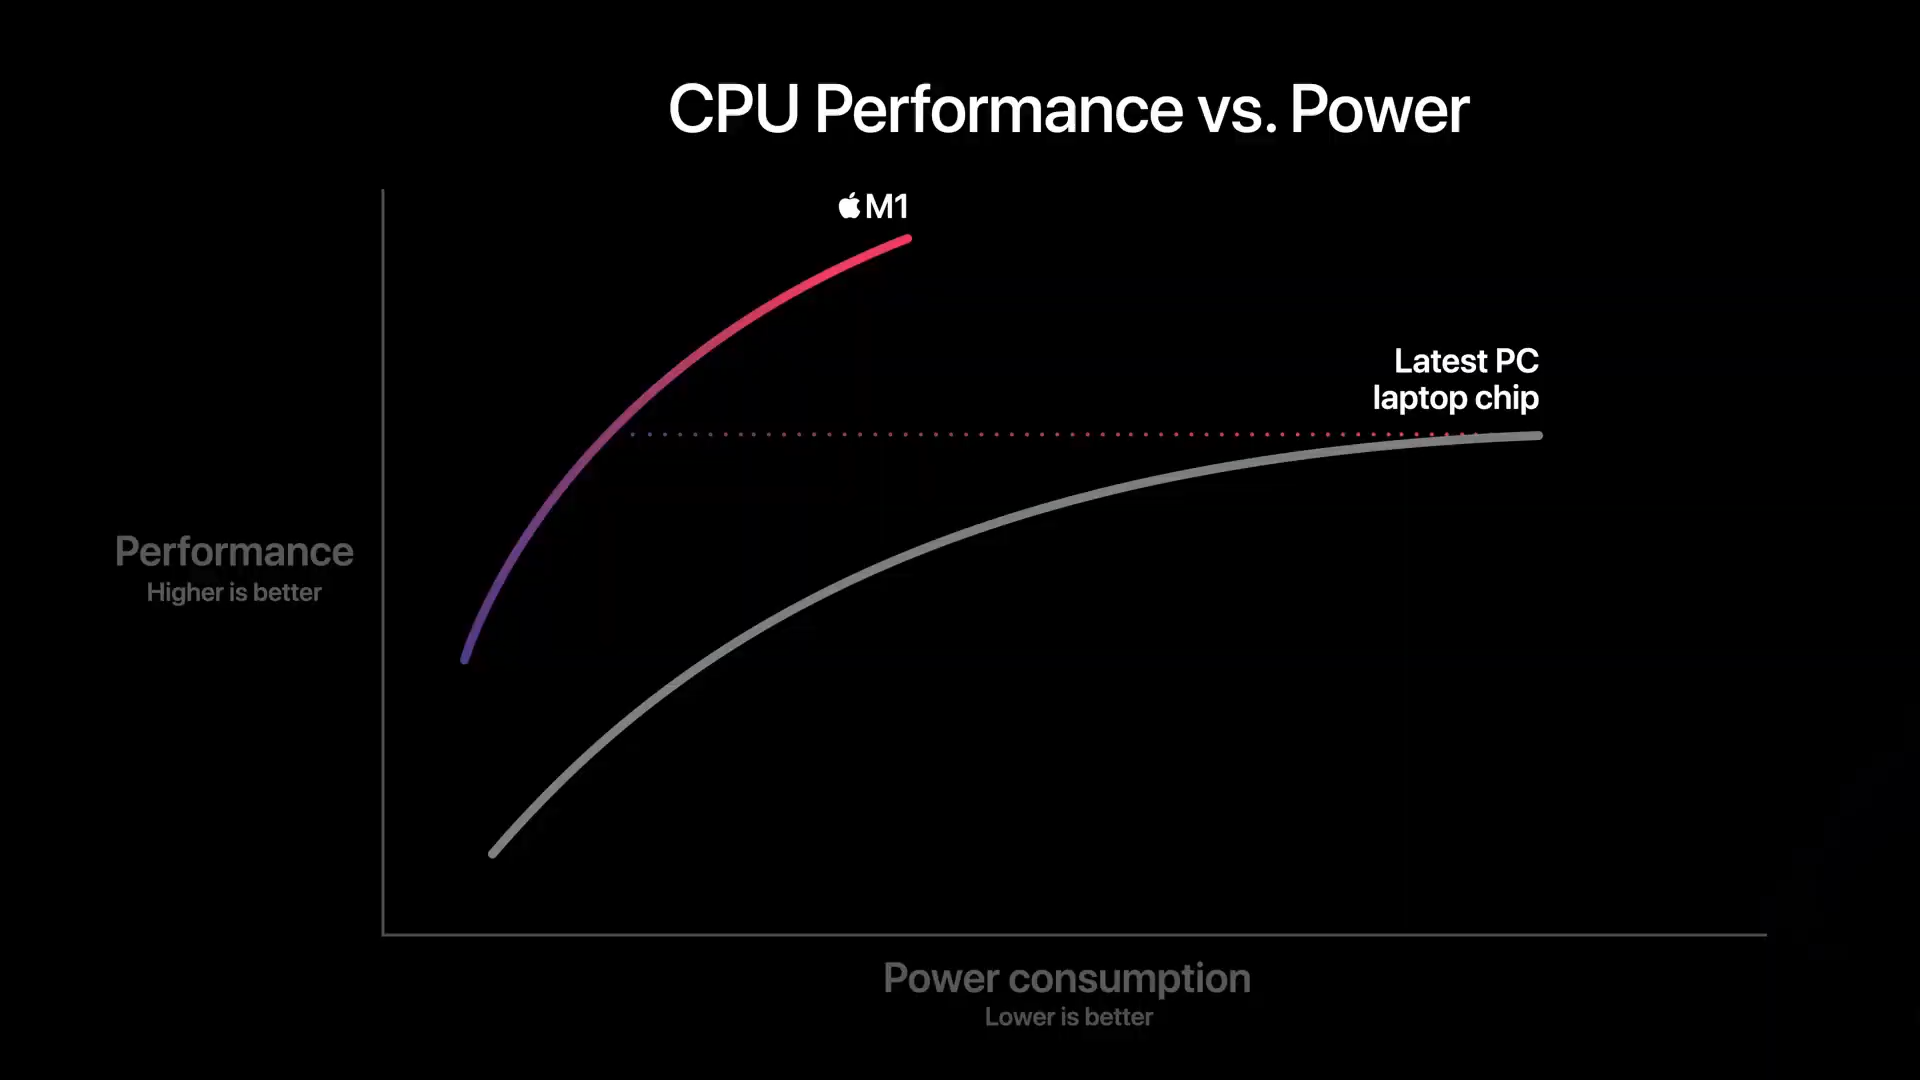 CPU Performance vs. Power
M1
Latest PC
laptop chip
Performance
Higher is better
Power consumption
Lower is better